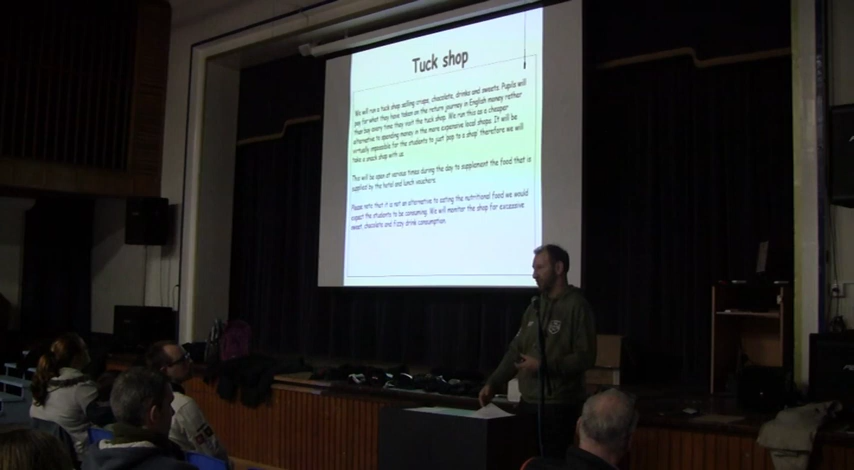 Tuck shop
We will run a tuck shop selling crisps, chocolate, drinks and sweets. Pupils will
pay for what they have taken on the return journey in English money rather
than buy every time they visit the tuck shop. We run this as a cheaper
alternative to spending money in the more expensive local shops. It will be
virtually impossible for the students to just 'pop to a shop' therefore we will
take a snack shop with us.
This will be open at various times during the day to supplement the food that is
supplied by the hotel and lunch vouchers.
Please note that it is not an alternative to eating the nutritional food we would
expect the students to be consuming. We will monitor the shop for excessive
sweet, chocolate and fizzy drink consumption.